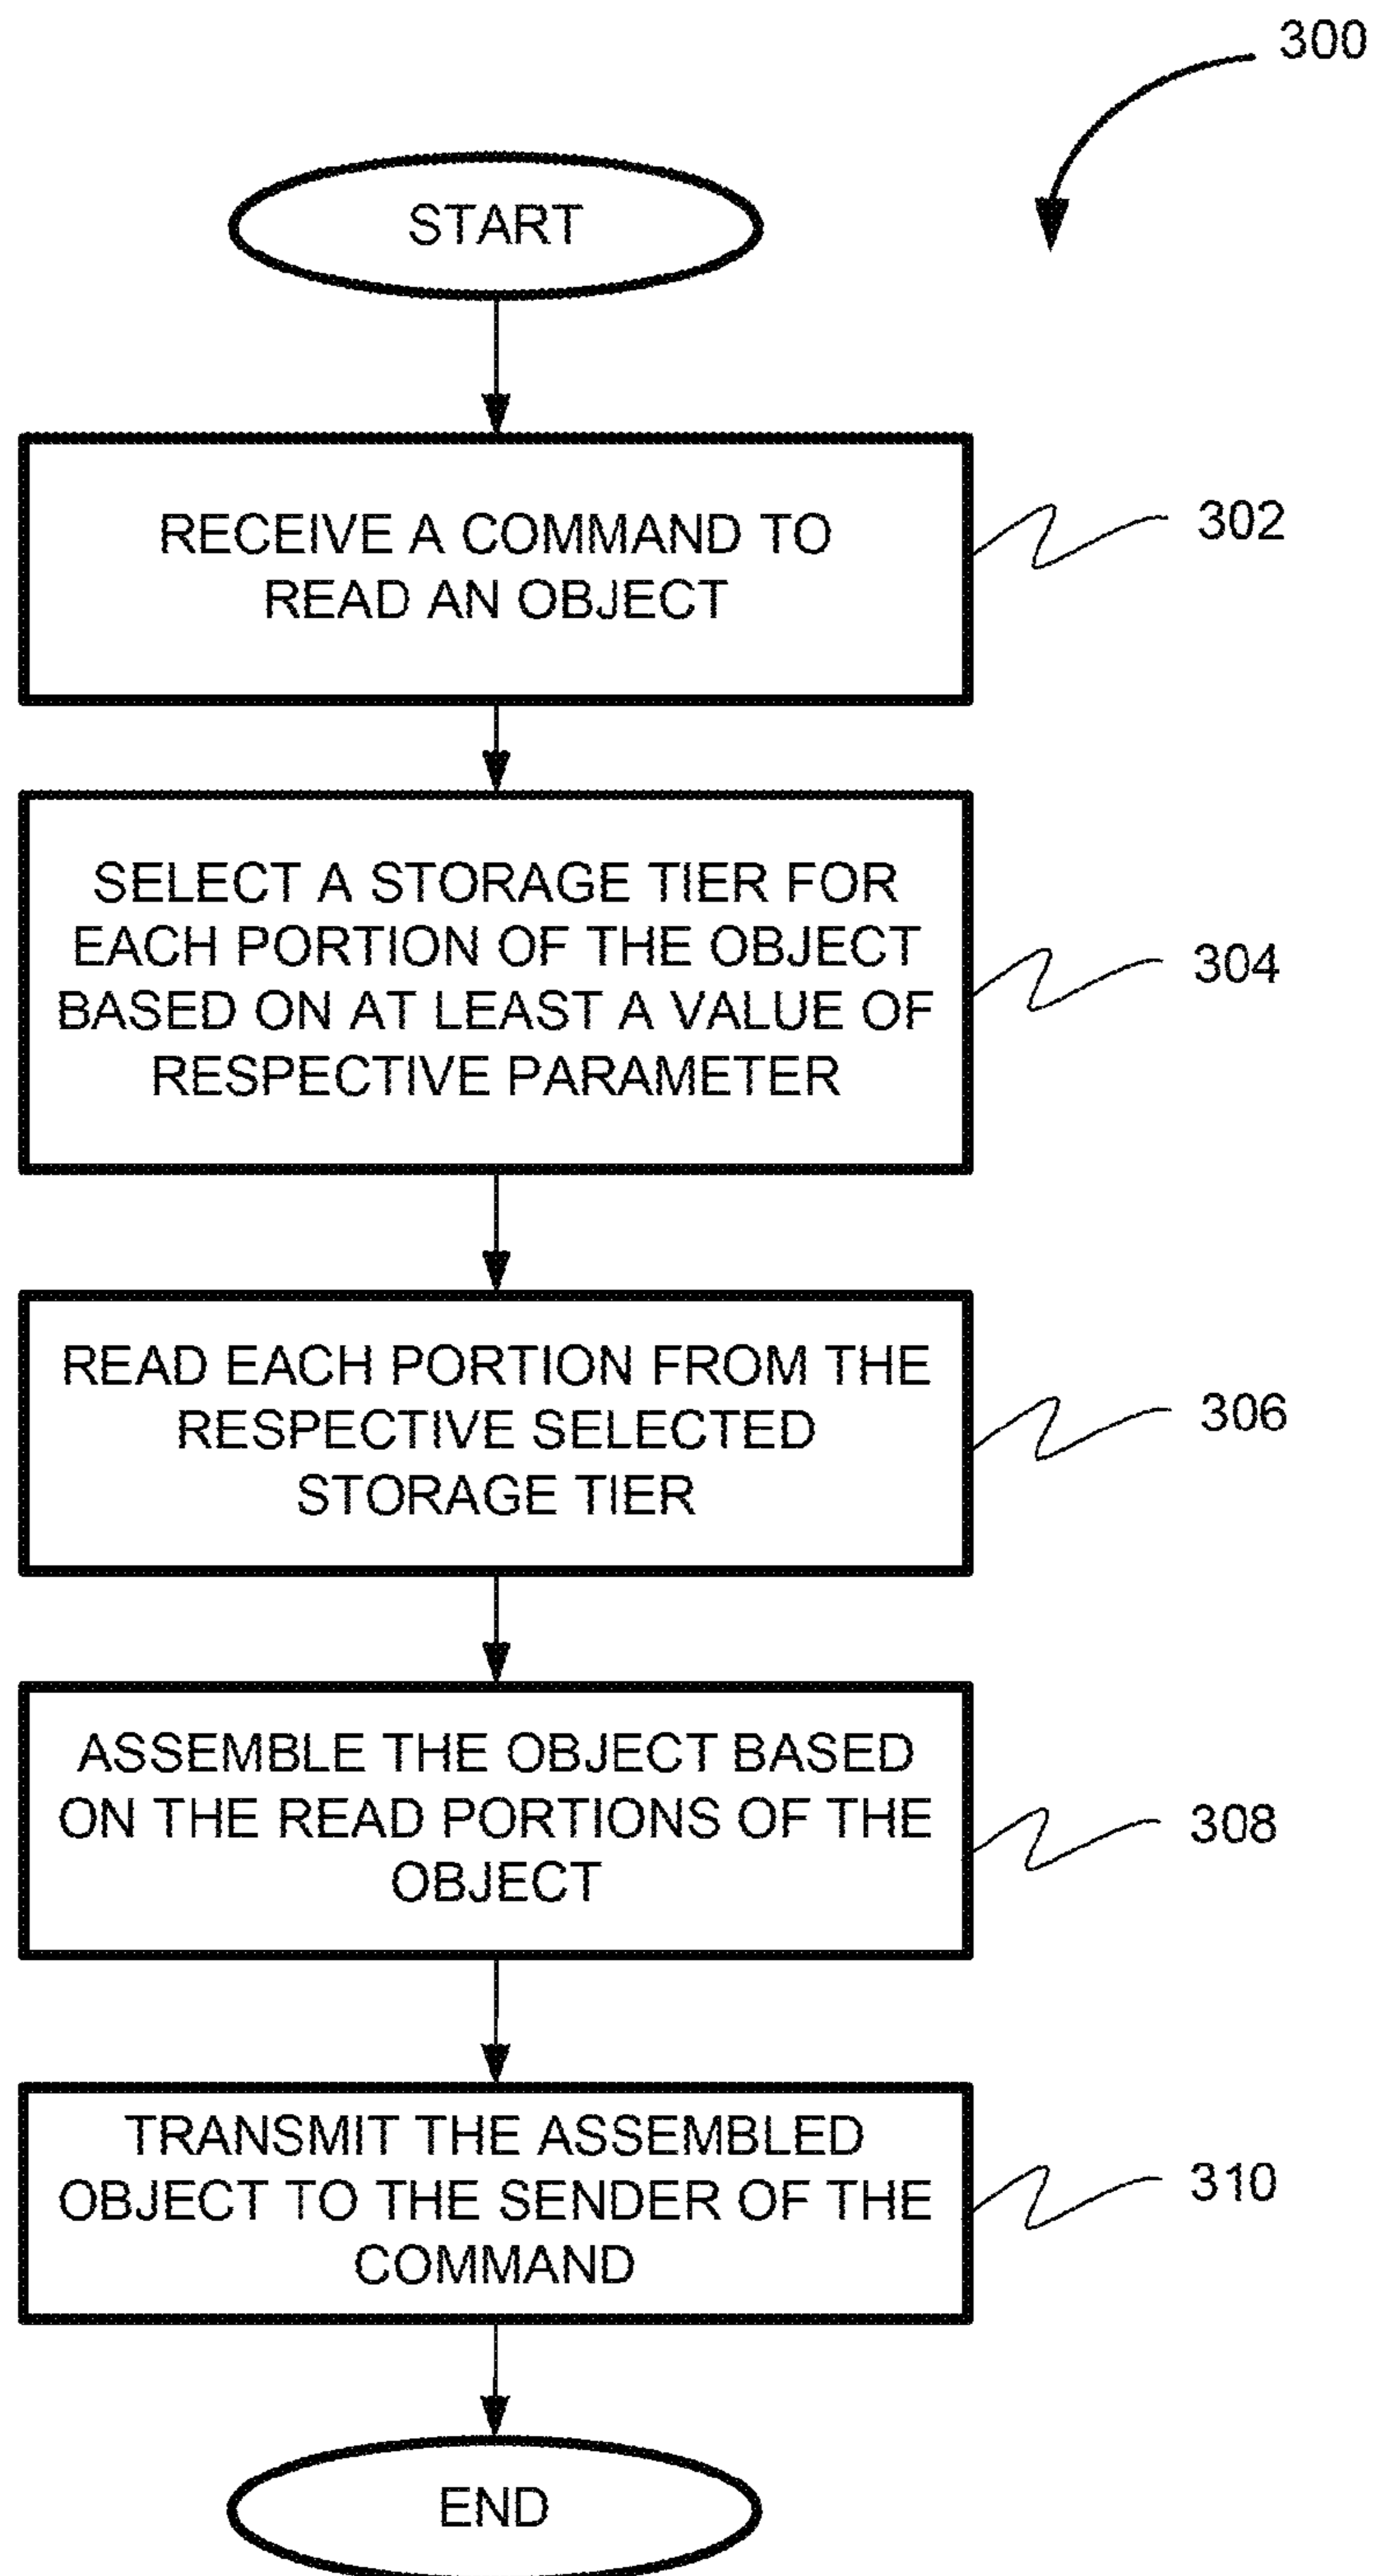 300
START
RECEIVE A COMMAND TO
READ AN OBJECT
302
SELECT A STORAGE TIER FOR
EACH PORTION OF THE OBJECT
BASED ON AT LEAST A VALUE OF
RESPECTIVE PARAMETER
304
READ EACH PORTION FROM THE
RESPECTIVE SELECTED
STORAGE TIER
306
ASSEMBLE THE OBJECT BASED
ON THE READ PORTIONS OF THE
OBJECT
308
TRANSMIT THE ASSEMBLED
OBJECT TO THE SENDER OF THE
COMMAND
310
END